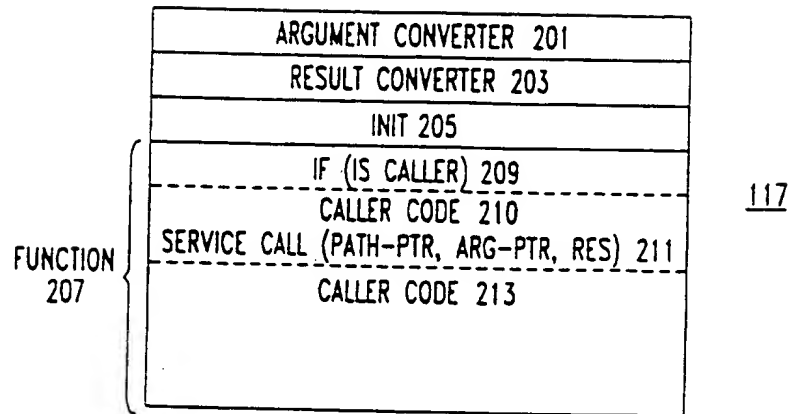 ARGUMENT CONVERTER 201
RESULT CONVERTER 203
INIT 205
IF (IS CALLER) 209
117
CALLER CODE 210
SERVICE CALL (PATH-PTR, ARG-PTR, RES) 211
FUNCTION
207
CALLER CODE 213